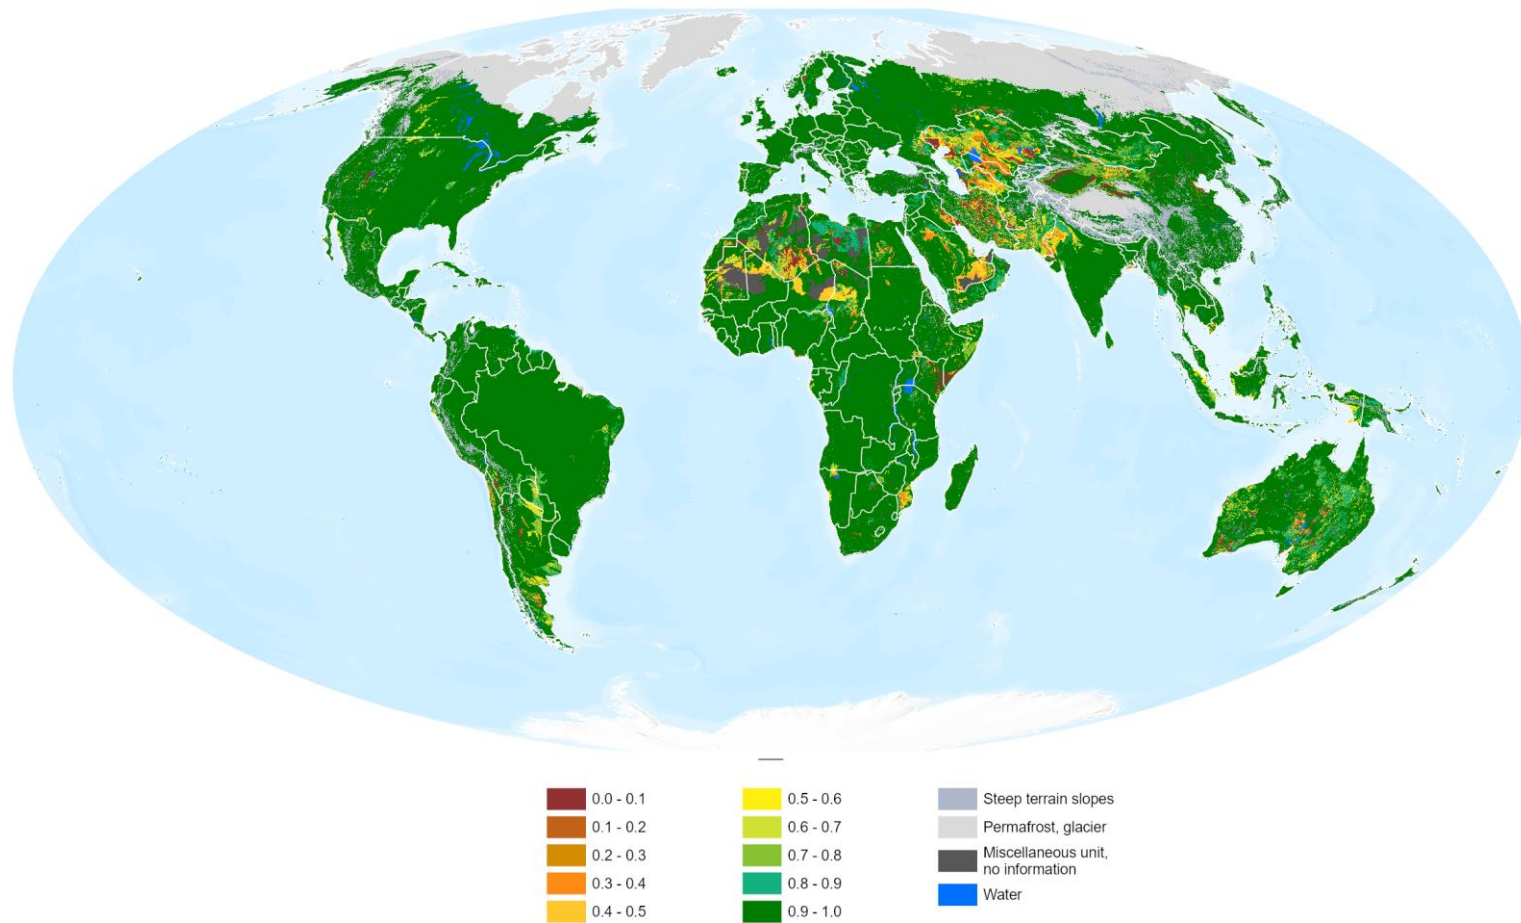 0.0 - 0.1
0.1 - 0.2
0.2 - 0.3
0.3 - 0.4
0.4 - 0.5
0.5 - 0.6
0.6 - 0.7
0.7 - 0.8
0.8 - 0.9
0.9 - 1.0
Steep terrain slopes
Permafrost, glacier
Miscellaneous unit,
no information
Water